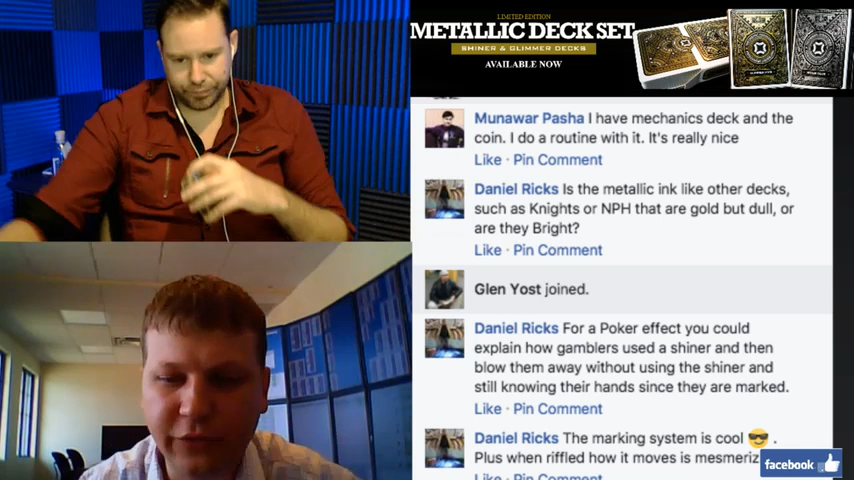 LIMITED EDITION
METALLIC DECK SET
SHINER & GLIMMER DECKS
AVAILABLE NOW
Munawar Pasha I have mechanics deck and the
coin. I do a routine with it. It's really nice
Like · Pin Comment
Daniel Ricks Is the metallic ink like other decks,
such as Knights or NPH that are gold but dull, or
are they Bright?
Like · Pin Comment
Glen Yost joined.
Daniel Ricks For a Poker effect you could
explain how gamblers used a shiner and then
blow them away without using the shiner and
still knowing their hands since they are marked.
Like · Pin Comment
Daniel Ricks The marking system is cool 😎 .
Plus when riffled how it moves is mesmeriz
Like · Pin Comment
facebook